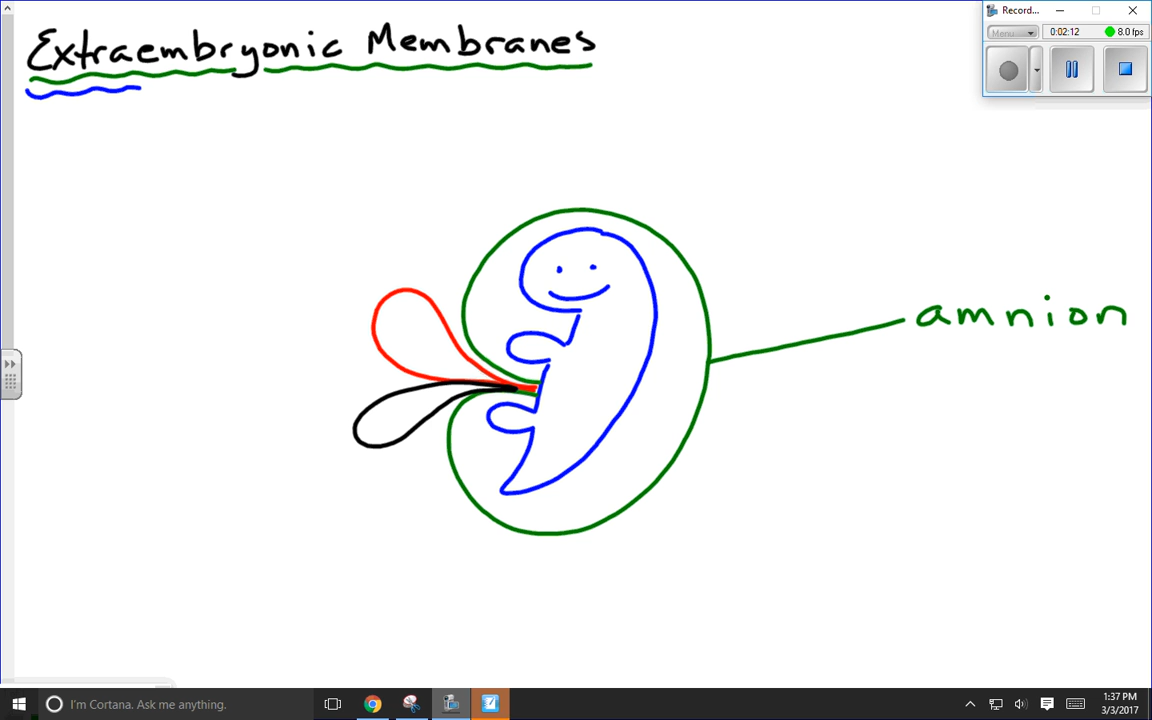 Extraembryonic Membranes
Record...
Menu
0:02:12
8.0 fps
amnion
I'm Cortana. Ask me anything.
1:37 PM
3/3/2017